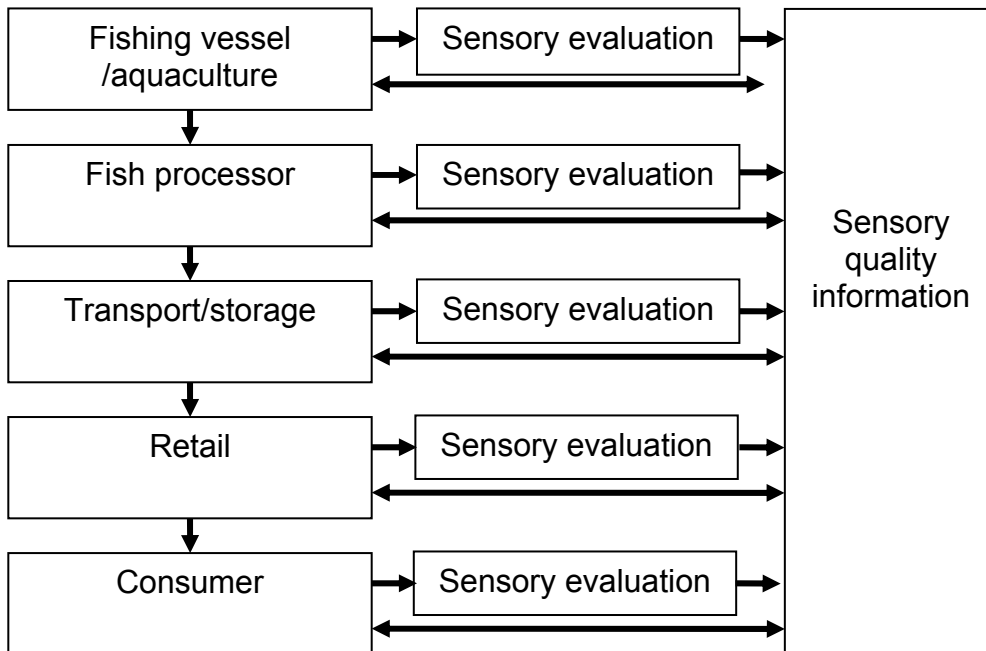 Fishing vessel
/aquaculture
Sensory evaluation
Fish processor
Sensory evaluation
Transport/storage
Sensory evaluation
Retail
Sensory evaluation
Consumer
Sensory evaluation
Sensory
quality
information